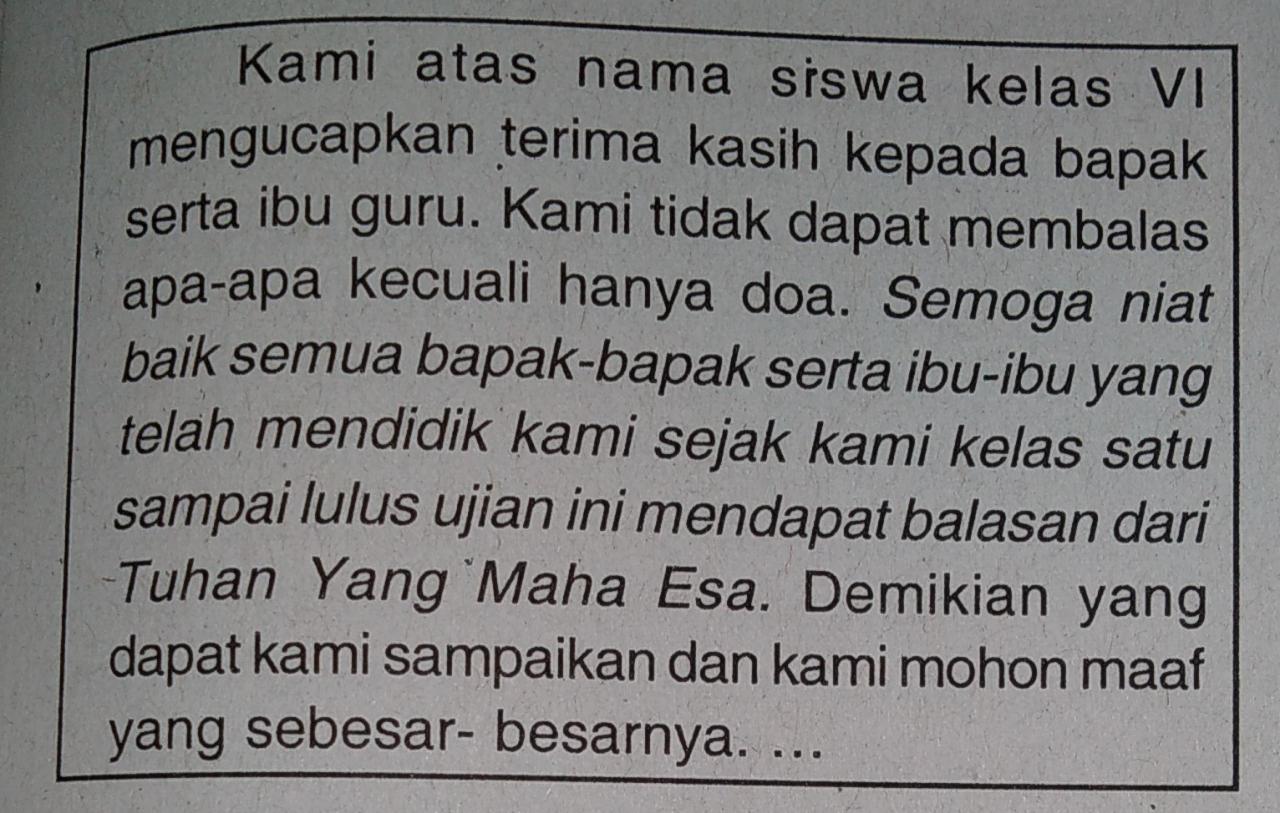 Kami atas nama siswa kelas VI
mengucapkan terima kasih kepada bapak
serta ibu guru. Kami tidak dapat membalas
apa-apa kecuali hanya doa. Semoga niat
baik semua bapak-bapak serta ibu-ibu yang
telah mendidik kami sejak kami kelas satu
sampai lulus ujian ini mendapat balasan dari
Tuhan Yang Maha Esa. Demikian yang
dapat kami sampaikan dan kami mohon maaf
yang sebesar- besarnya. ...